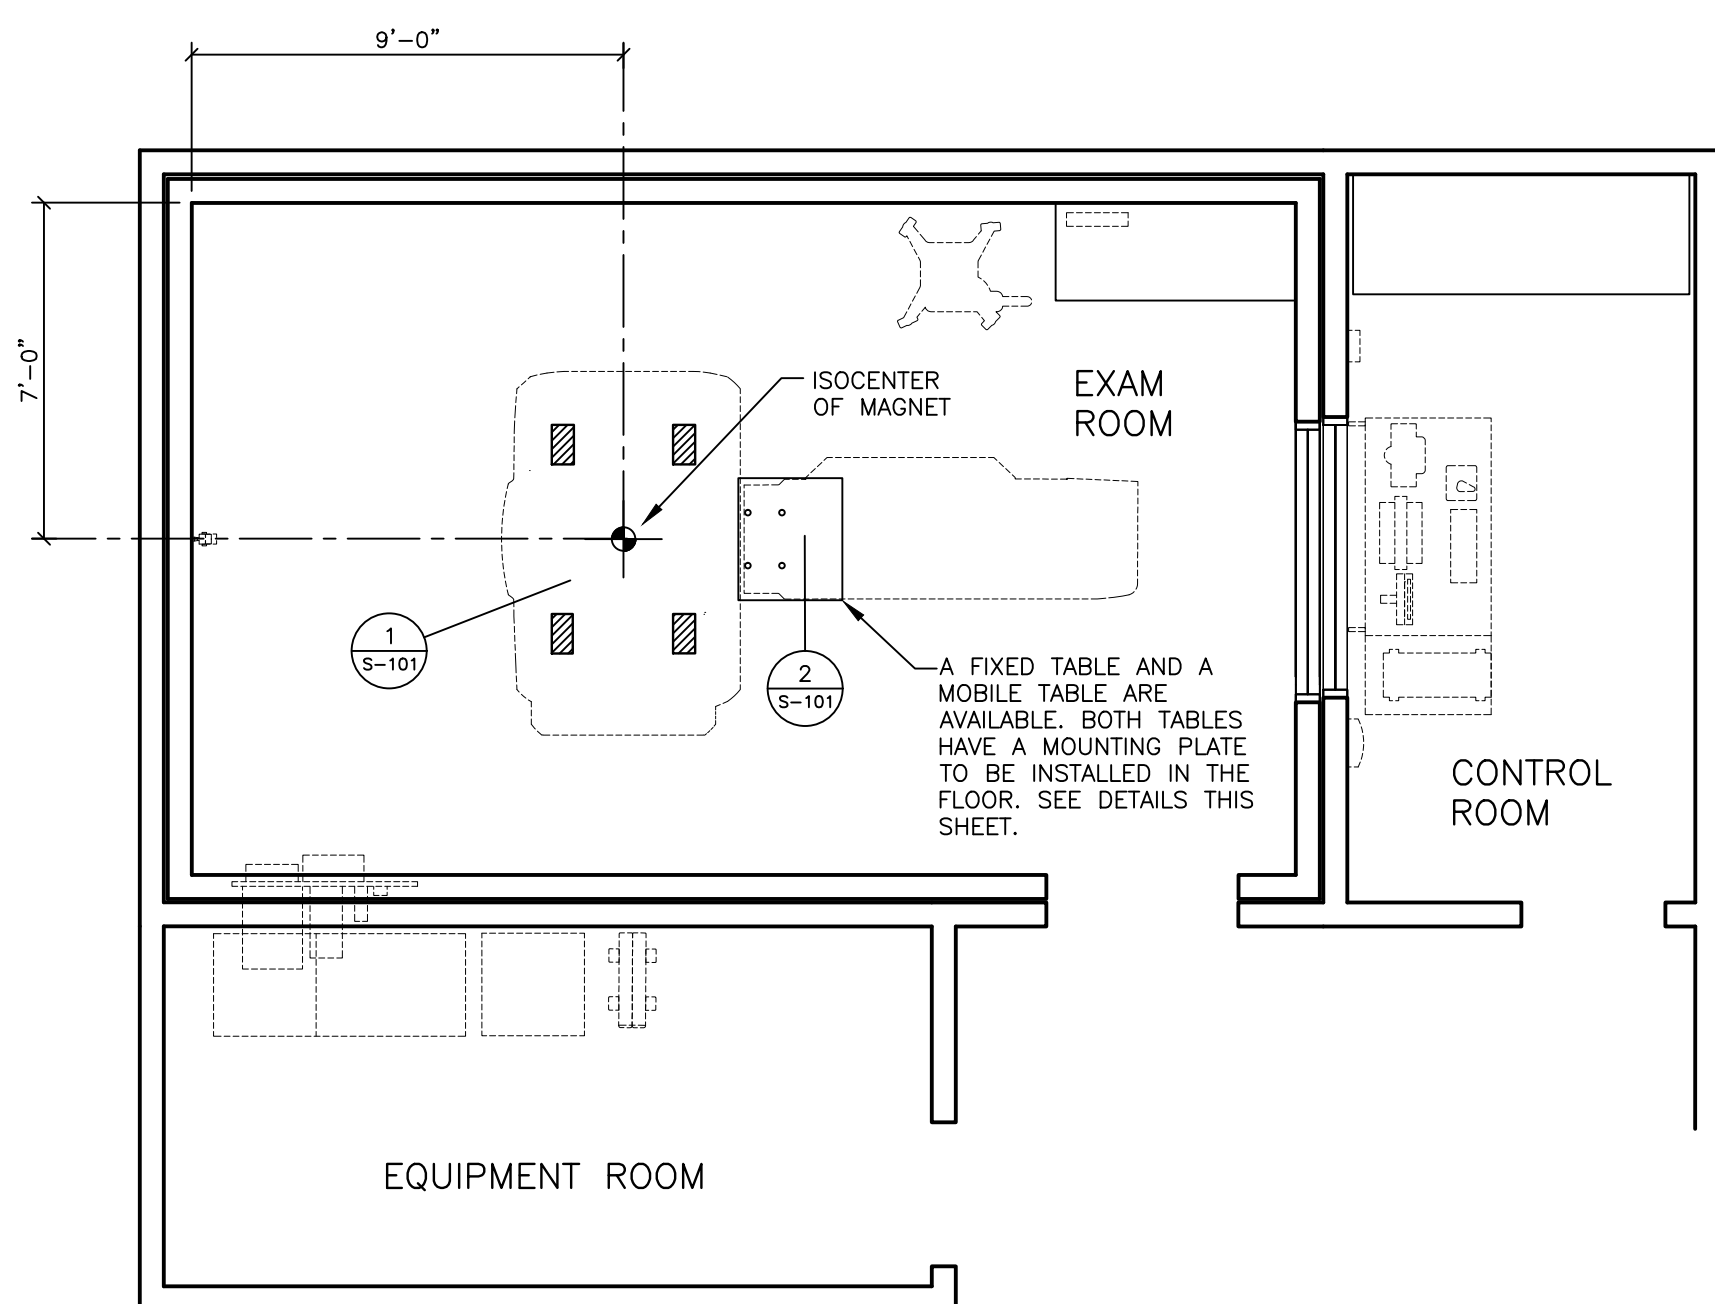 9'-0"
7'-0"
ISOCENTER
OF MAGNET
EXAM
ROOM
1
S-101
2
S-101
A FIXED TABLE AND A
MOBILE TABLE ARE
AVAILABLE. BOTH TABLES
HAVE A MOUNTING PLATE
TO BE INSTALLED IN THE
FLOOR. SEE DETAILS THIS
SHEET.
CONTROL
ROOM
EQUIPMENT ROOM